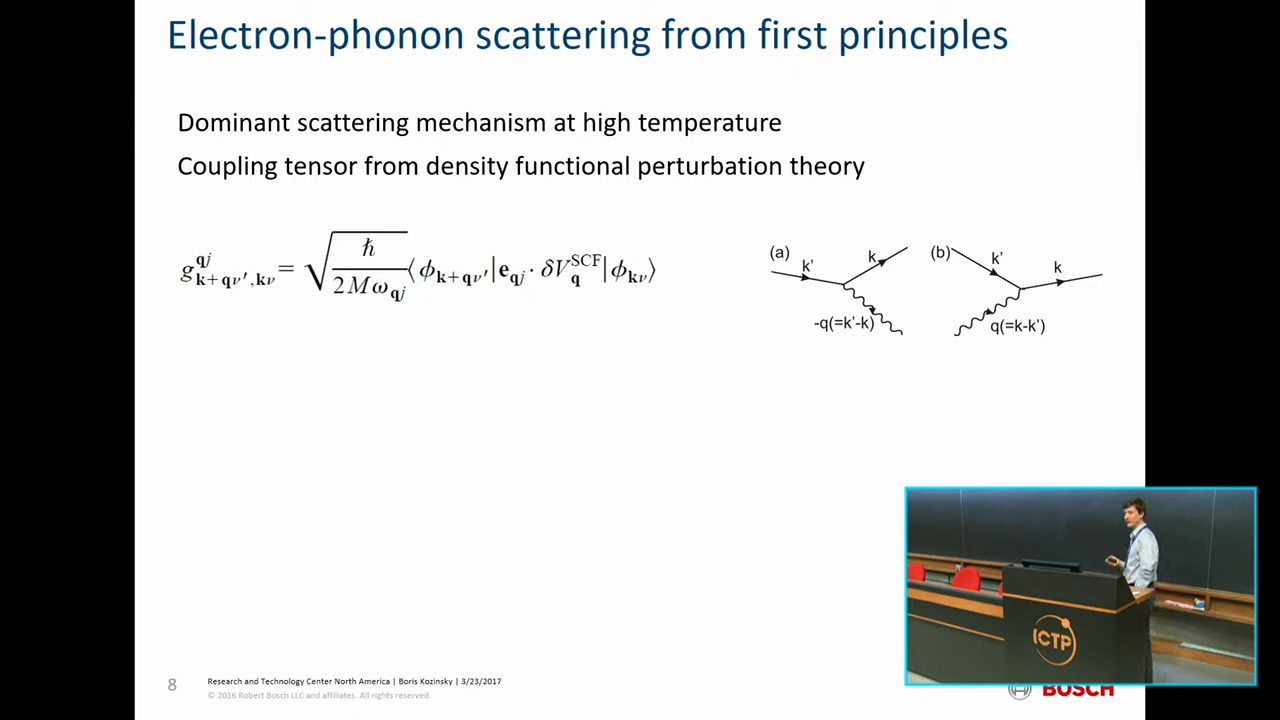 Electron-phonon scattering from first principles
Dominant scattering mechanism at high temperature
Coupling tensor from density functional perturbation theory
g^{qj}_{k+qν′,kν} = √(ℏ/2Mω_{qj}) ⟨ϕ_{k+qν′}|e_{qj} · δV_q^{SCF}|ϕ_{kν}⟩
(a) k' k -q(=k'-k)
(b) k' k q(=k-k')
ICTP
8
Research and Technology Center North America | Boris Kozinsky | 3/23/2017
© 2016 Robert Bosch LLC and affiliates. All rights reserved.
BOSCH